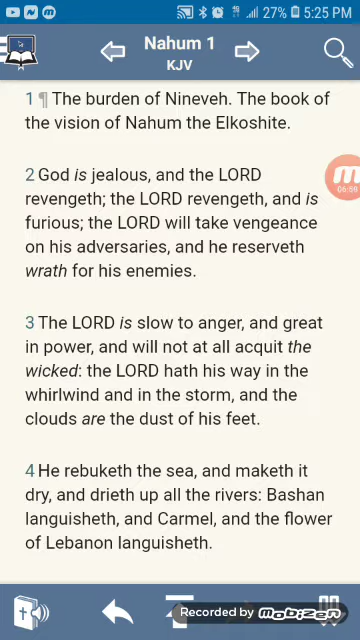 27% 5:25 PM
Nahum 1
KJV
06:50
1 ¶ The burden of Nineveh. The book of
the vision of Nahum the Elkoshite.
2 God is jealous, and the LORD
revengeth; the LORD revengeth, and is
furious; the LORD will take vengeance
on his adversaries, and he reserveth
wrath for his enemies.
3 The LORD is slow to anger, and great
in power, and will not at all acquit the
wicked: the LORD hath his way in the
whirlwind and in the storm, and the
clouds are the dust of his feet.
4 He rebuketh the sea, and maketh it
dry, and drieth up all the rivers: Bashan
languisheth, and Carmel, and the flower
of Lebanon languisheth.
Recorded by mobizen